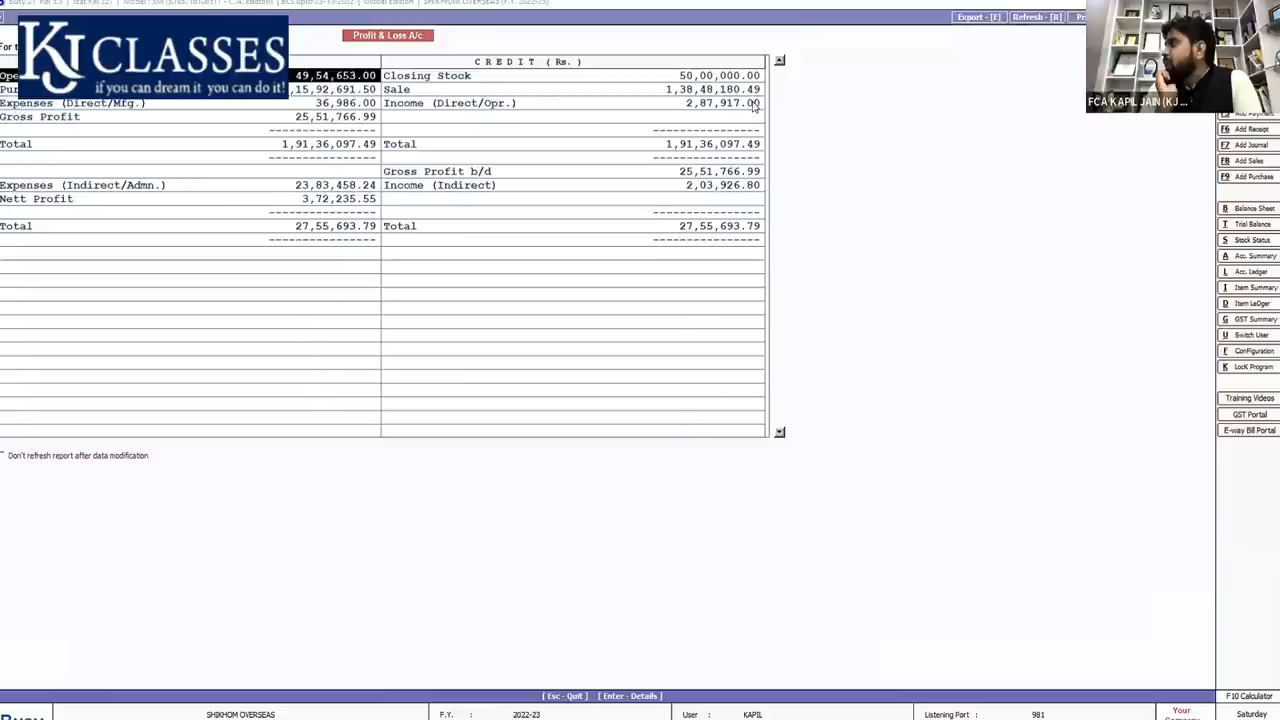 Export - [E] Refresh - [R]
KJ CLASSES
if you can dream it you can do it!
Profit & Loss A/c
CREDIT (Rs.)
49,54,653.00 Closing Stock 50,00,000.00
,15,92,691.50 Sale 1,38,48,180.49
Expenses (Direct/Mfg.) 36,986.00 Income (Direct/Opr.) 2,87,917.00
Gross Profit 25,51,766.99
Total 1,91,36,097.49 Total 1,91,36,097.49
Gross Profit b/d 25,51,766.99
Expenses (Indirect/Admn.) 23,83,458.24 Income (Indirect) 2,03,926.80
Nett Profit 3,72,235.55
Total 27,55,693.79 Total 27,55,693.79
Don't refresh report after data modification
FCA KAPIL JAIN (KJ ...
F6 Add Receipt
F7 Add Journal
F8 Add Sales
F9 Add Purchase
B Balance Sheet
T Trial Balance
S Stock Status
A Acc. Summary
L Acc. Ledger
I Item Summary
D Item LeDger
G GST Summary
U Switch User
F ConFiguration
K LocK Program
Training Videos
GST Portal
E-way Bill Portal
[ Esc - Quit ] [ Enter - Details ]
F10 Calculator
SHIKHOM OVERSEAS F.Y. : 2022-23 User : KAPIL Listening Port : 981 Your Company Saturday